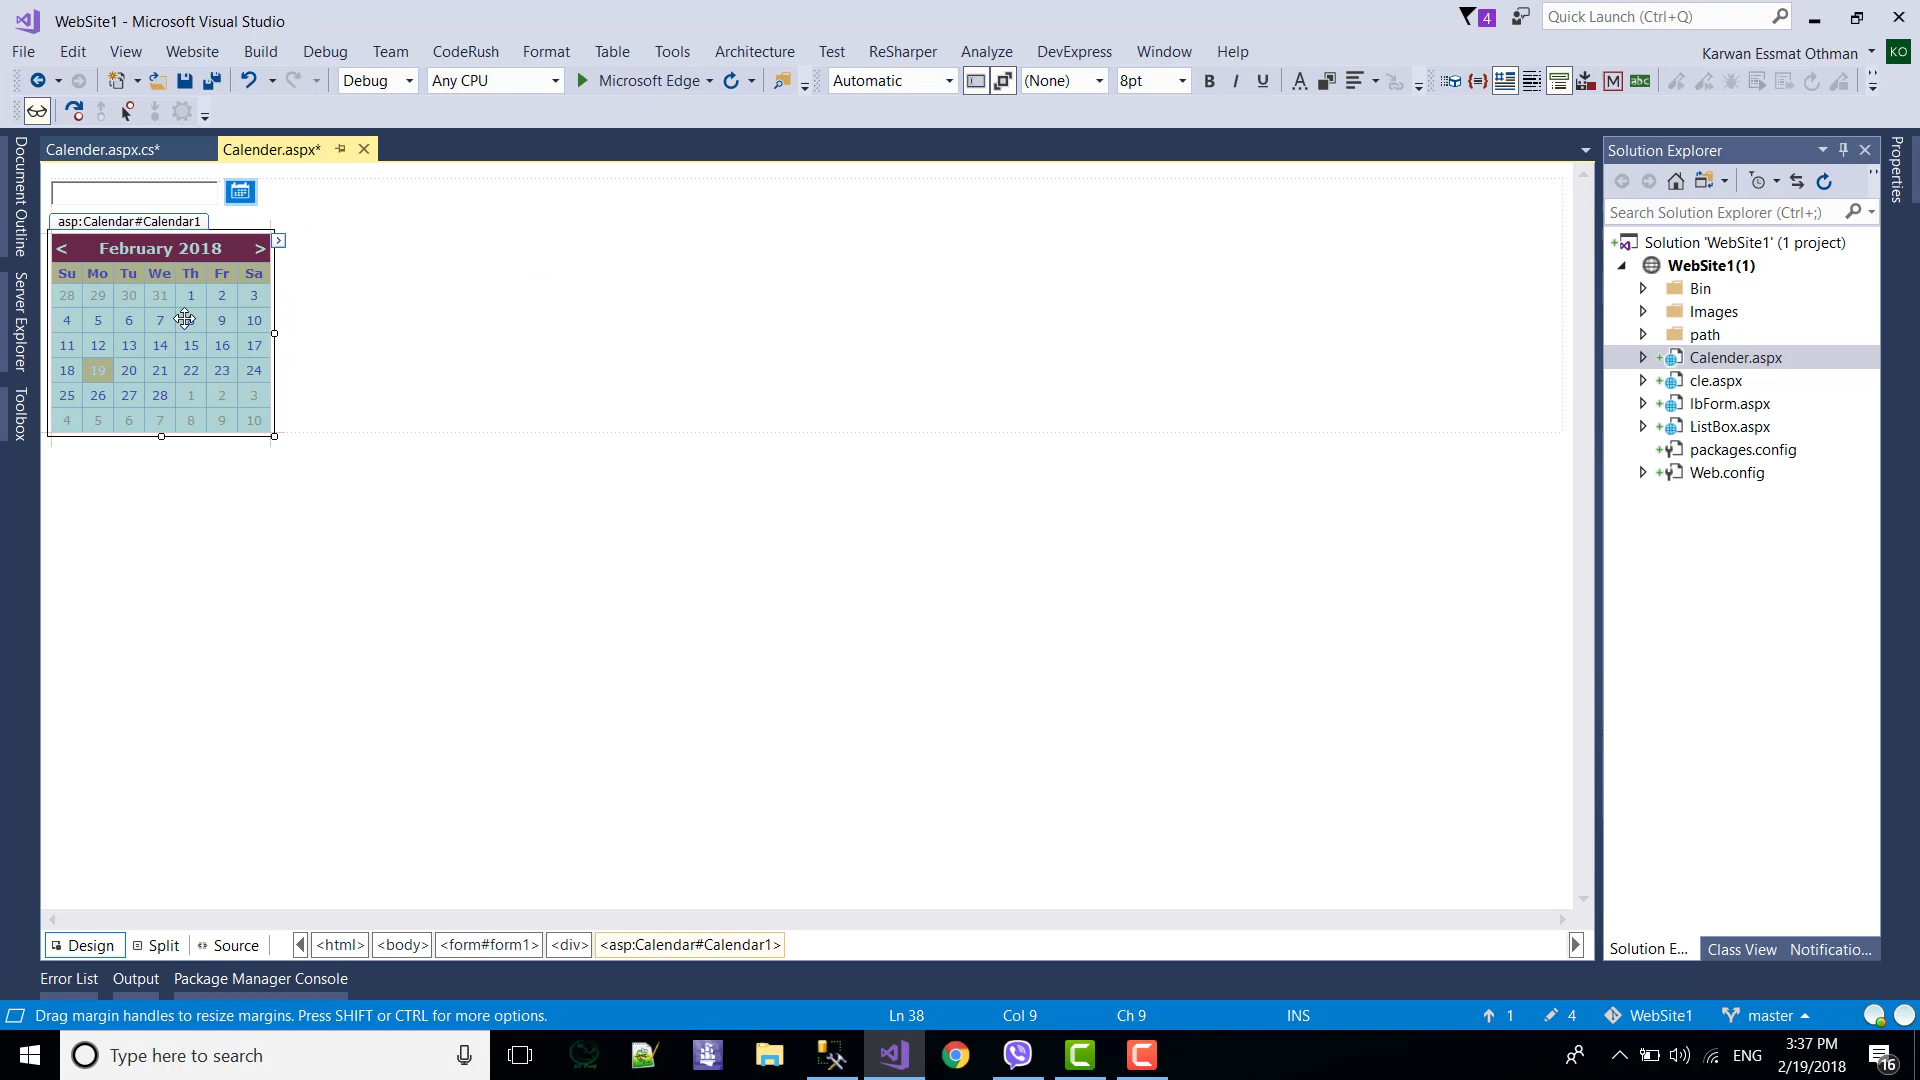 WebSite1 - Microsoft Visual Studio
4
Quick Launch (Ctrl+Q)
File Edit View Website Build Debug Team CodeRush Format Table Tools Architecture Test ReSharper Analyze DevExpress Window Help
Karwan Essmat Othman
KO
Debug Any CPU Microsoft Edge Automatic (None) 8pt B I U A M abc
Document Outline
Server Explorer
Toolbox
Calender.aspx.cs*
Calender.aspx*
asp:Calendar#Calendar1
< February 2018 >
Su Mo Tu We Th Fr Sa
28 29 30 31 1 2 3
4 5 6 7 9 10
11 12 13 14 15 16 17
18 19 20 21 22 23 24
25 26 27 28 1 2 3
4 5 6 7 8 9 10
Solution Explorer
Search Solution Explorer (Ctrl+;)
Solution 'WebSite1' (1 project)
WebSite1(1)
Bin
Images
path
Calender.aspx
cle.aspx
IbForm.aspx
ListBox.aspx
packages.config
Web.config
Properties
Design Split Source
<html> <body> <form#form1> <div> <asp:Calendar#Calendar1>
Solution E... Class View Notificatio...
Error List Output Package Manager Console
Drag margin handles to resize margins. Press SHIFT or CTRL for more options.
Ln 38 Col 9 Ch 9 INS 1 4 WebSite1 master
Type here to search
ENG
3:37 PM
2/19/2018
16